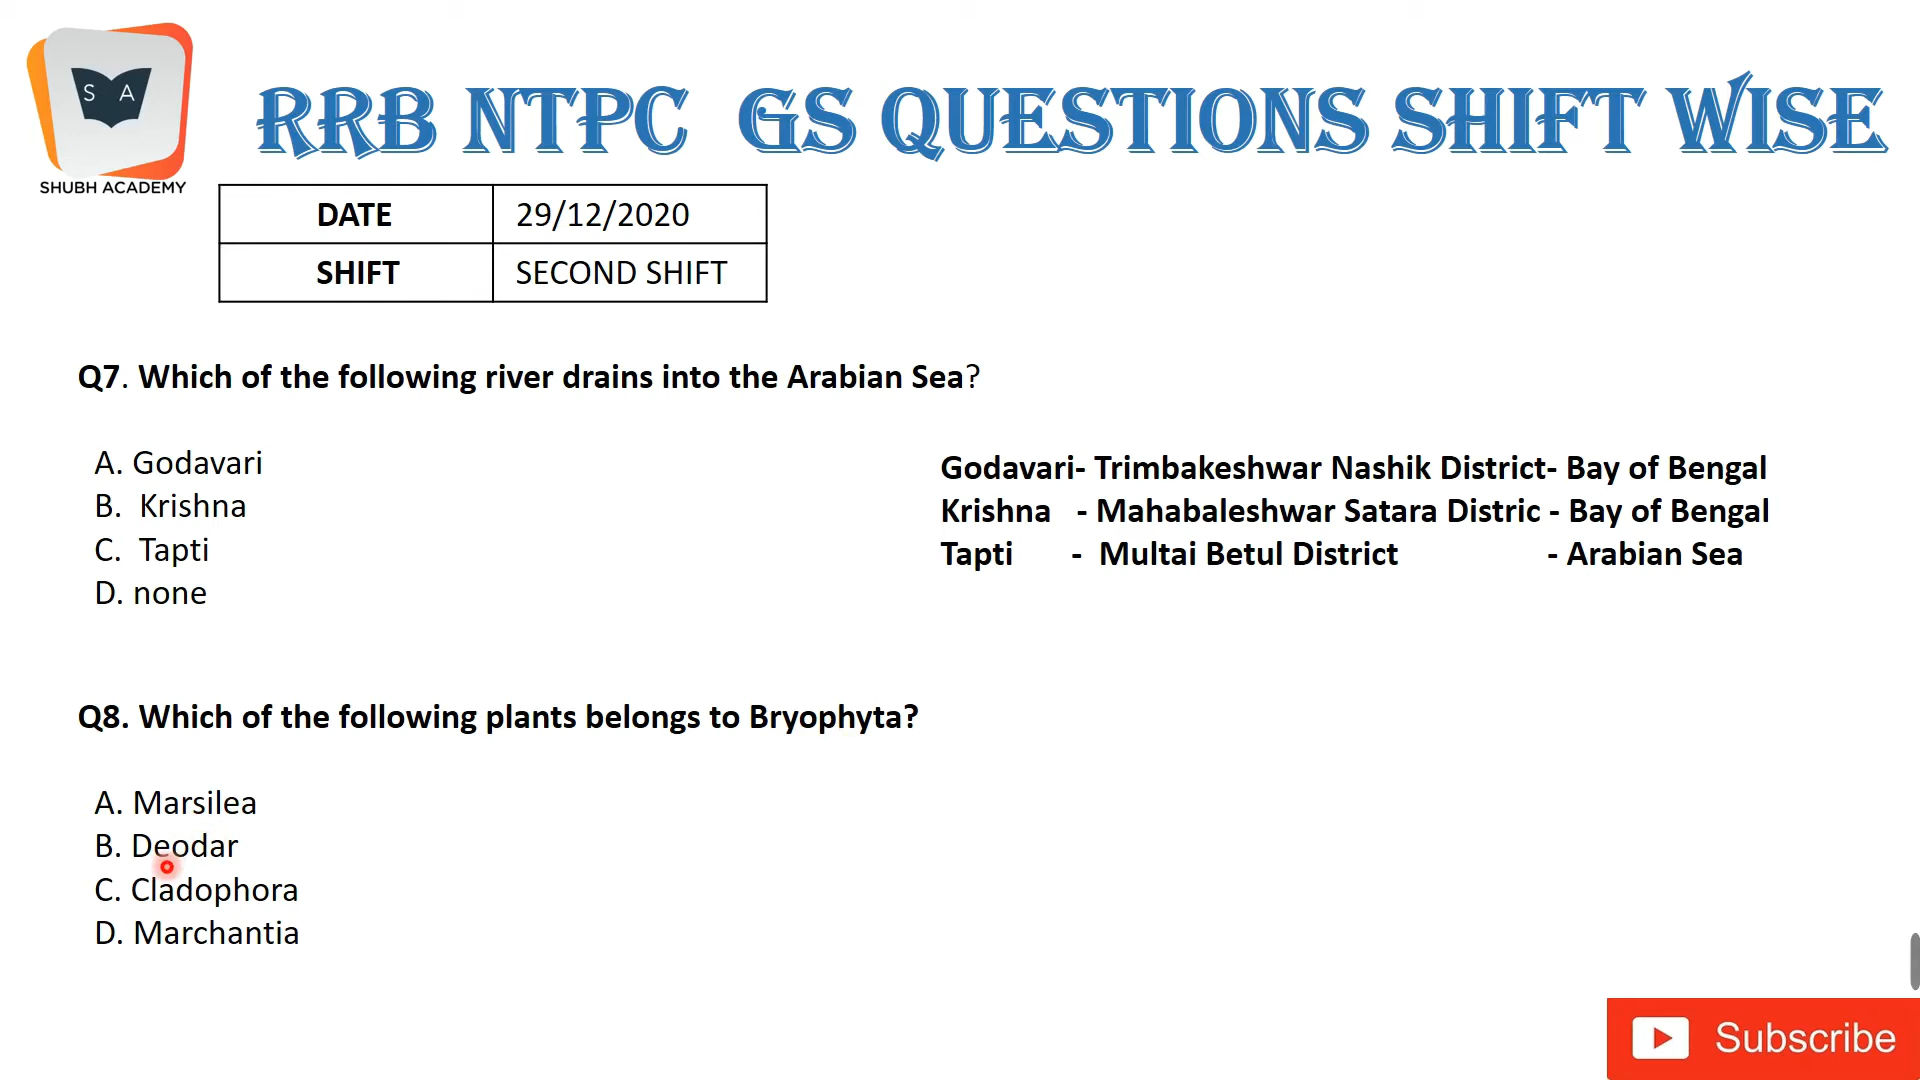 S A
SHUBH ACADEMY
RRB NTPC GS QUESTIONS SHIFT WISE
DATE 29/12/2020
SHIFT SECOND SHIFT
Q7. Which of the following river drains into the Arabian Sea?
A. Godavari
B. Krishna
C. Tapti
D. none
Godavari- Trimbakeshwar Nashik District- Bay of Bengal
Krishna - Mahabaleshwar Satara Distric - Bay of Bengal
Tapti - Multai Betul District - Arabian Sea
Q8. Which of the following plants belongs to Bryophyta?
A. Marsilea
B. Deodar
C. Cladophora
D. Marchantia
Subscribe